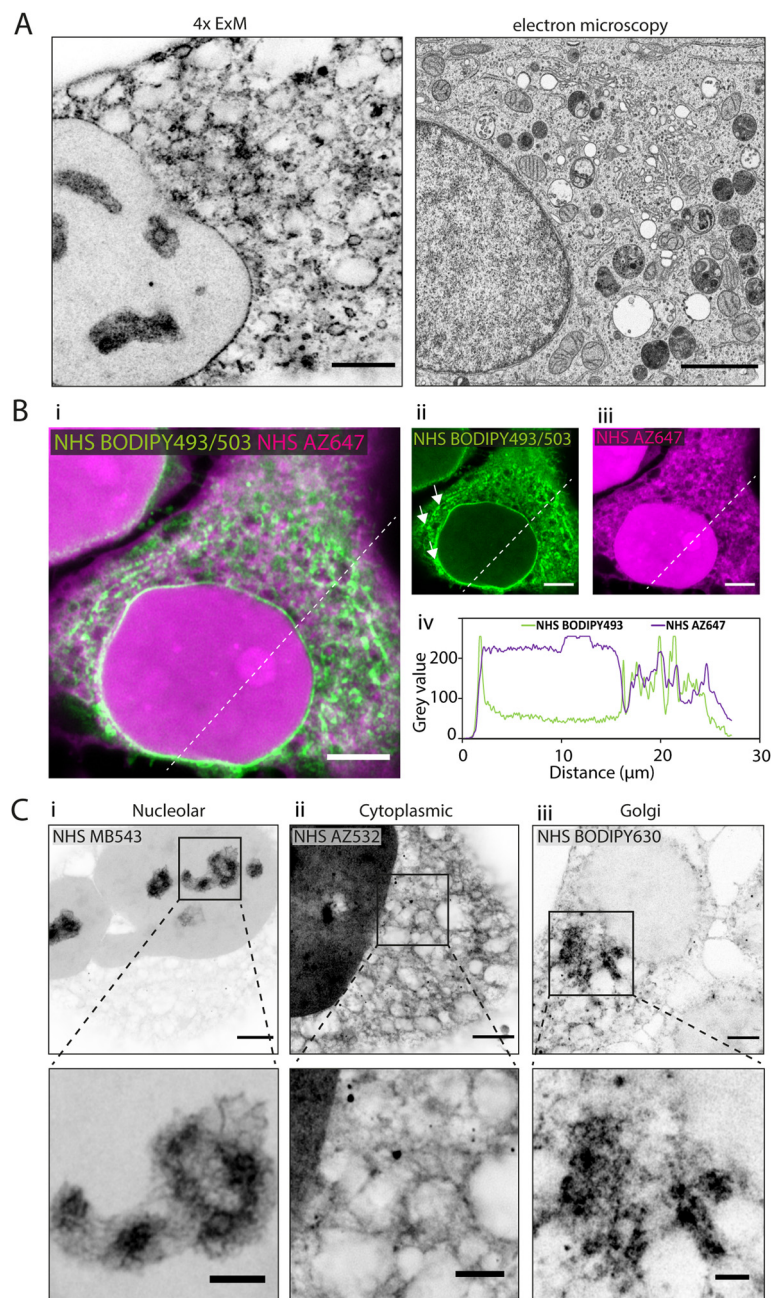 A
4x ExM
electron microscopy
B
i
NHS BODIPY493/503 NHS AZ647
ii
NHS BODIPY493/503
iii
NHS AZ647
iv
NHS BODIPY493
NHS AZ647
Grey value
200
100
0
0
10
20
30
Distance (µm)
C
i
Nucleolar
NHS MB543
ii
Cytoplasmic
NHS AZ532
iii
Golgi
NHS BODIPY630